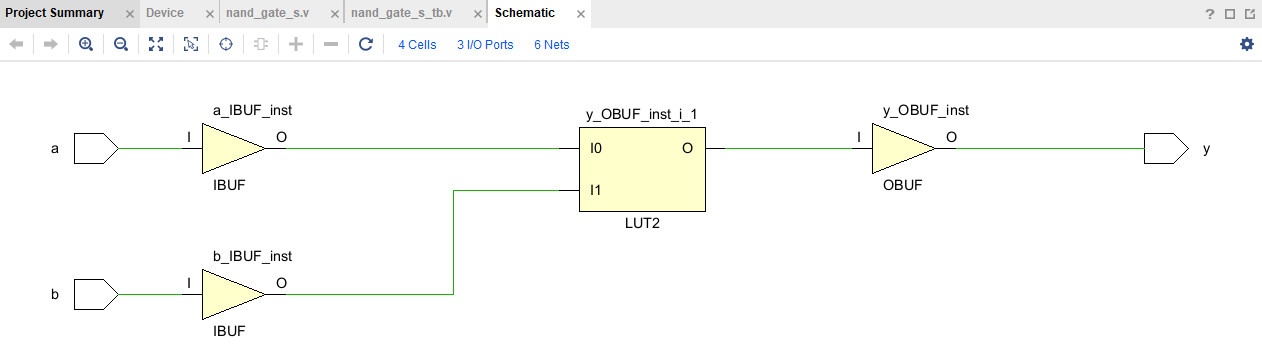 Project Summary × Device × nand_gate_s.v × nand_gate_s_tb.v × Schematic × ?
4 Cells 3 I/O Ports 6 Nets
a_IBUF_inst
y_OBUF_inst_i_1
y_OBUF_inst
a I O I0 O I O y
IBUF
I1
OBUF
LUT2
b_IBUF_inst
b I O
IBUF